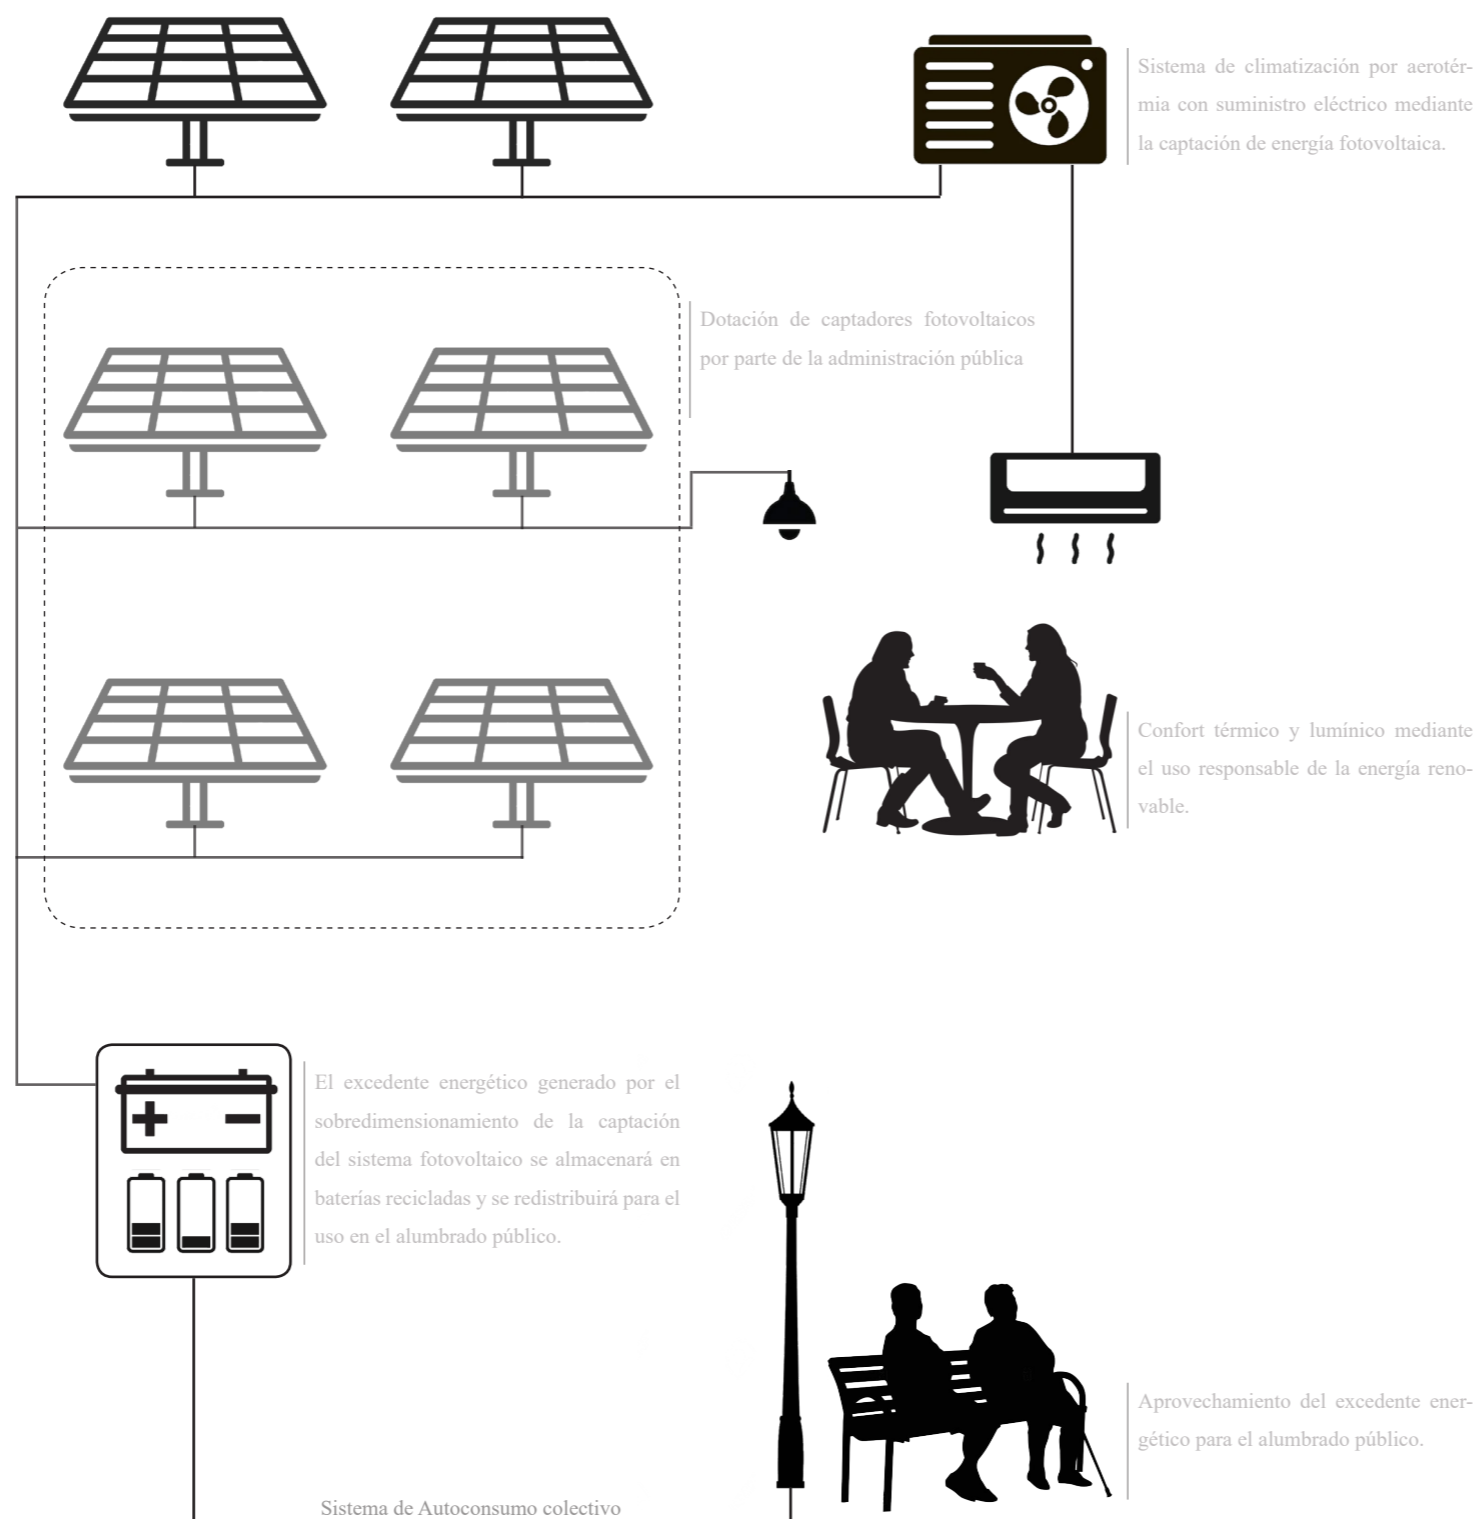 Sistema de climatización por aerotér-
mia con suministro eléctrico mediante
la captación de energía fotovoltaica.
Dotación de captadores fotovoltaicos
por parte de la administración pública
Confort térmico y lumínico mediante
el uso responsable de la energía reno-
vable.
El excedente energético generado por el
sobredimensionamiento de la captación
del sistema fotovoltaico se almacenará en
baterías recicladas y se redistribuirá para el
uso en el alumbrado público.
Aprovechamiento del excedente ener-
gético para el alumbrado público.
Sistema de Autoconsumo colectivo